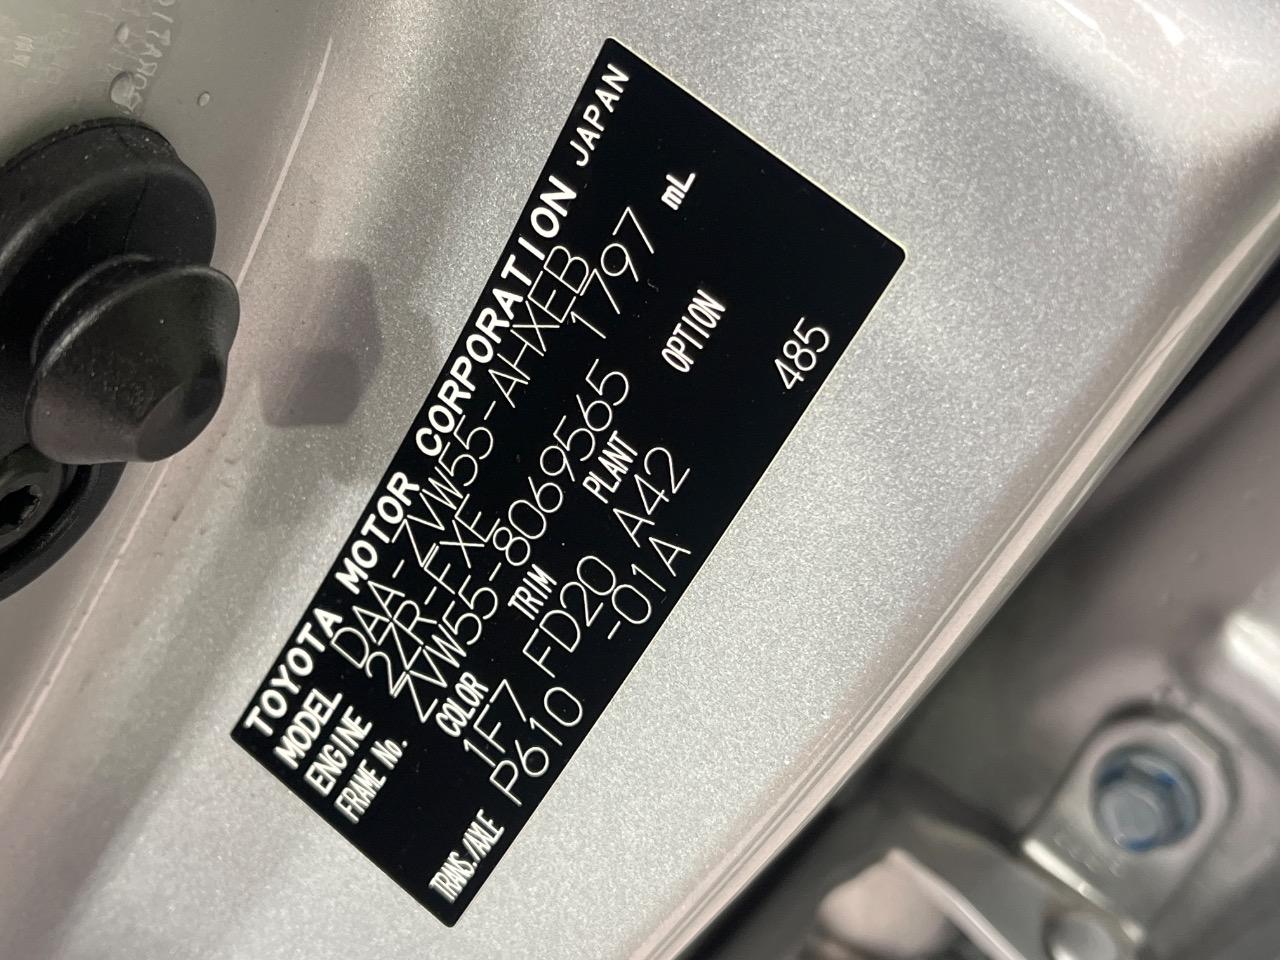 TOYOTA MOTOR CORPORATION JAPAN
MODEL DAA-ZVW55-AHXEB
ENGINE 2ZR-FXE 1797 mL
FRAME No. ZVW55-8069565
COLOR TRIM PLANT OPTION
1F7 FD20 A42
TRANS./AXLE P610 -01A 485